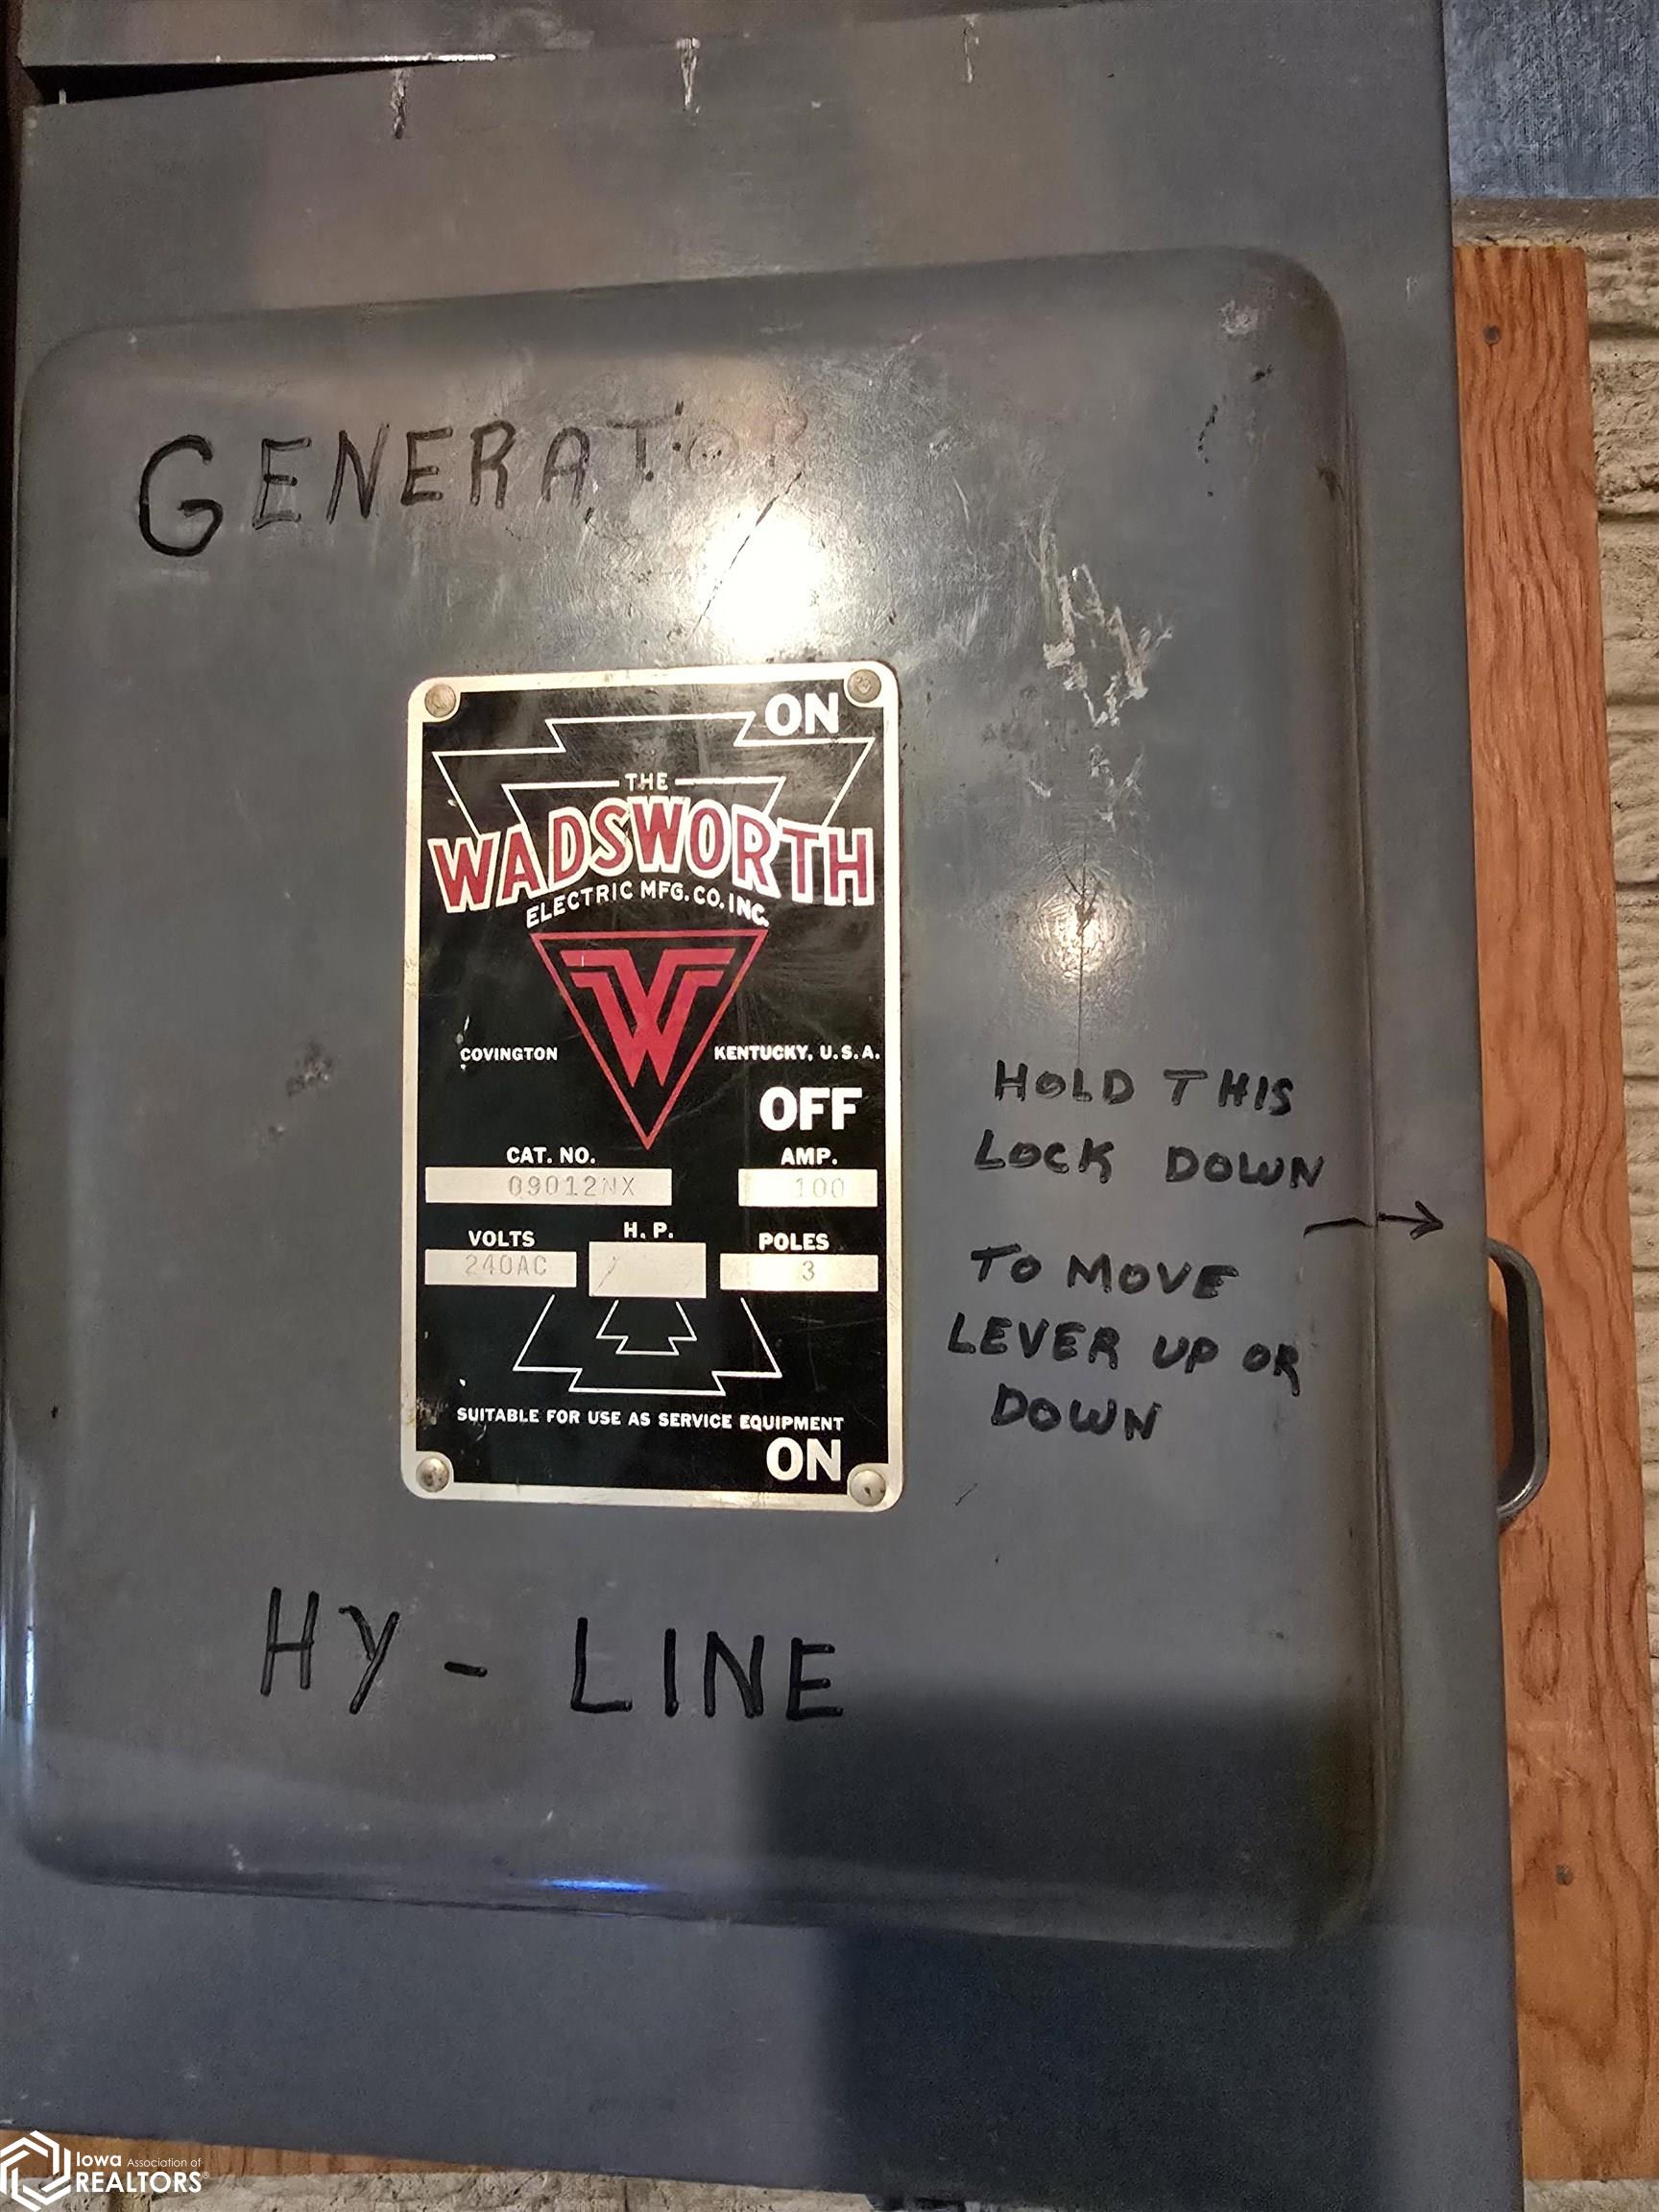 GENERATOR
ON
THE
WADSWORTH
ELECTRIC MFG. CO. INC.
W
COVINGTON KENTUCKY, U.S.A.
OFF
CAT. NO. AMP.
09012NX 100
VOLTS H. P. POLES
240AC 3
SUITABLE FOR USE AS SERVICE EQUIPMENT
ON
HOLD THIS
LOCK DOWN
→
TO MOVE
LEVER UP OR
DOWN
HY - LINE
Iowa Association of
REALTORS